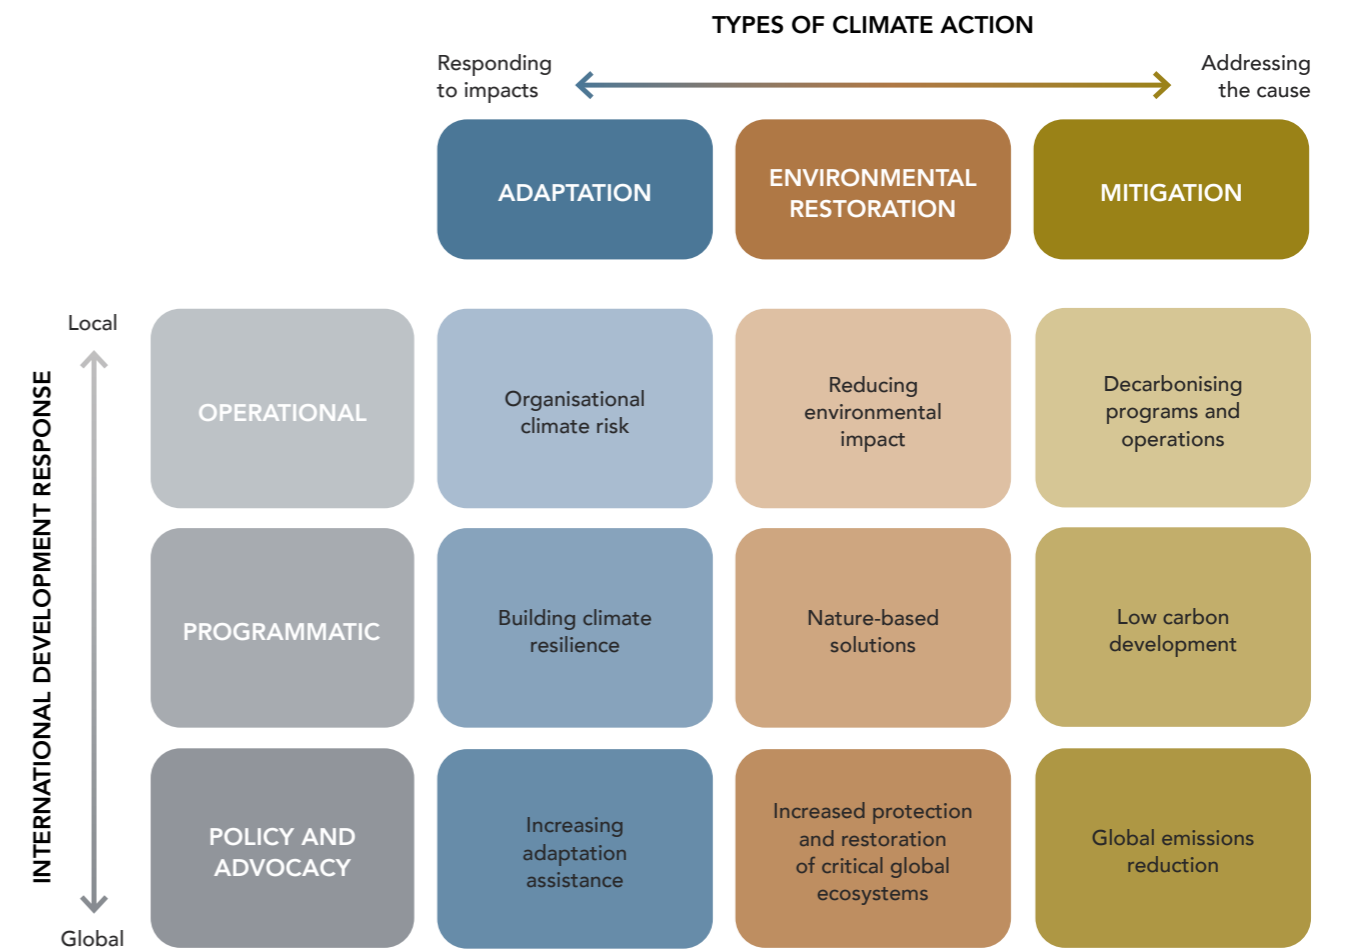 TYPES OF CLIMATE ACTION
Responding
to impacts
Addressing
the cause
ADAPTATION
ENVIRONMENTAL
RESTORATION
MITIGATION
INTERNATIONAL DEVELOPMENT RESPONSE
Local
OPERATIONAL
Organisational
climate risk
Reducing
environmental
impact
Decarbonising
programs and
operations
PROGRAMMATIC
Building climate
resilience
Nature-based
solutions
Low carbon
development
POLICY AND
ADVOCACY
Increasing
adaptation
assistance
Increased protection
and restoration
of critical global
ecosystems
Global emissions
reduction
Global